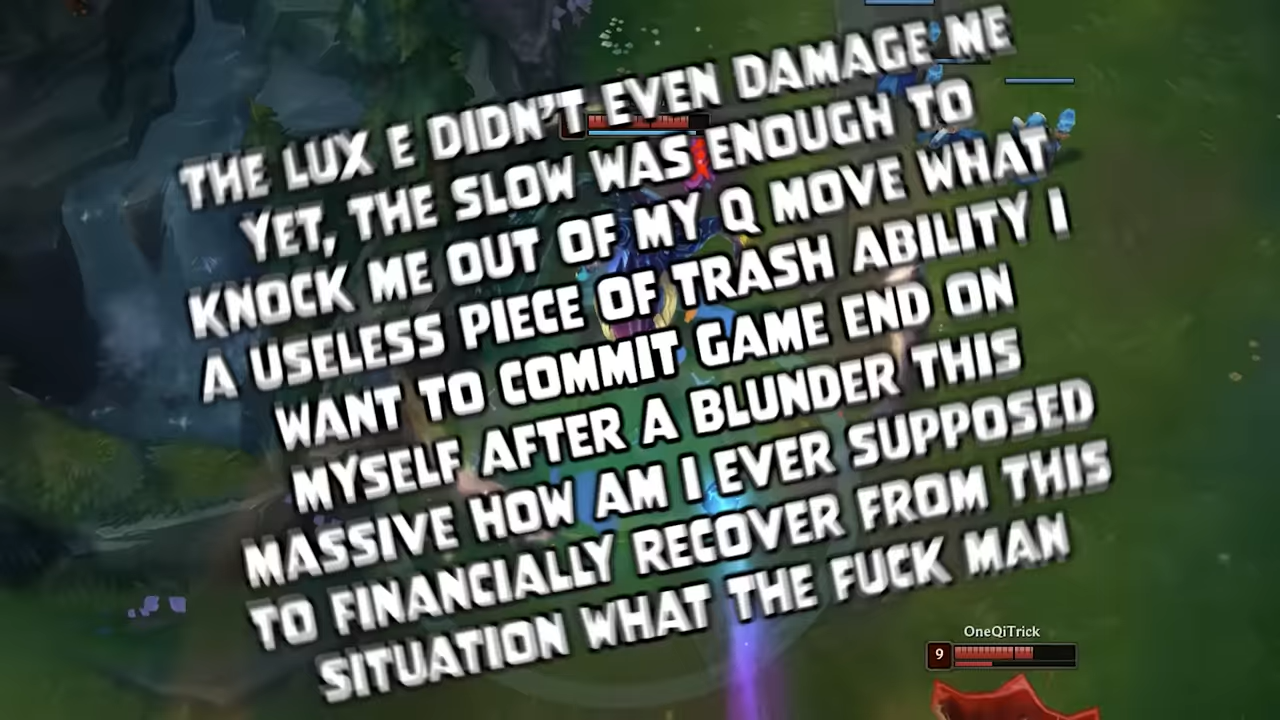 THE LUX E DIDN'T EVEN DAMAGE ME
YET, THE SLOW WAS ENOUGH TO
KNOCK ME OUT OF MY Q MOVE WHAT
A USELESS PIECE OF TRASH ABILITY I
WANT TO COMMIT GAME END ON
MYSELF AFTER A BLUNDER THIS
MASSIVE HOW AM I EVER SUPPOSED
TO FINANCIALLY RECOVER FROM THIS
SITUATION WHAT THE FUCK MAN
OneQiTrick
9